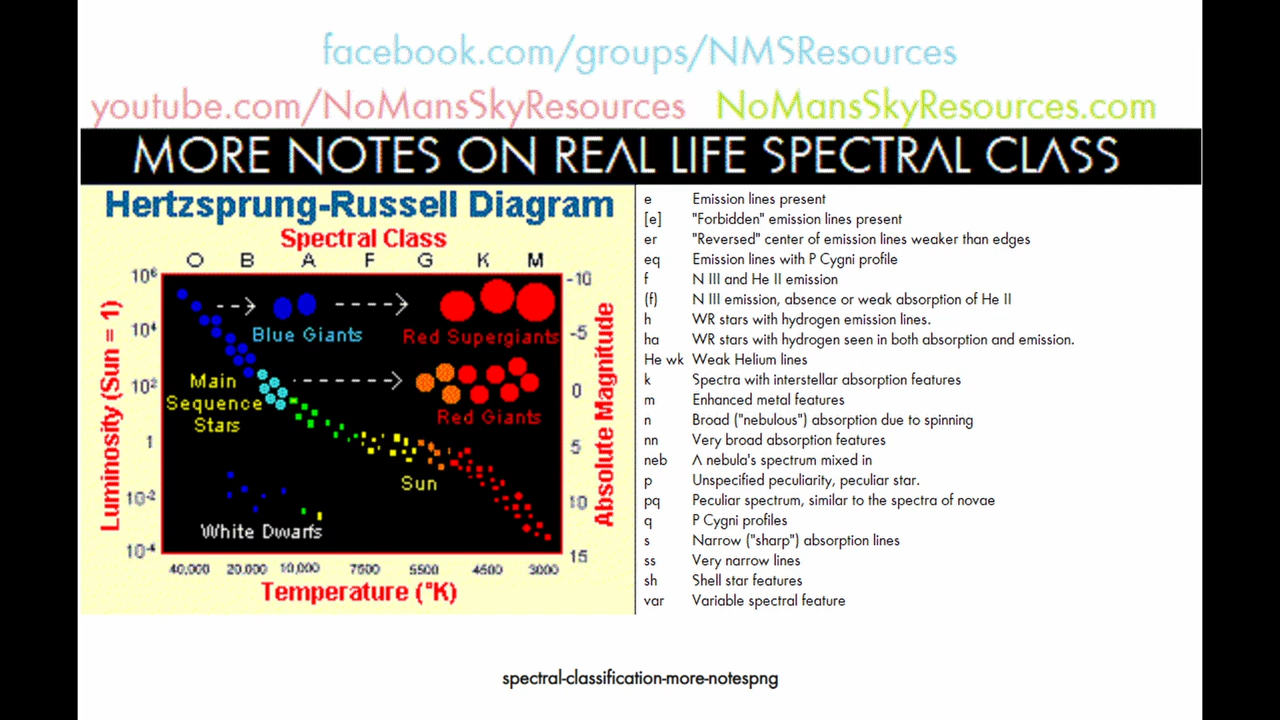 facebook.com/groups/NMSResources
youtube.com/NoMansSkyResources NoMansSkyResources.com
MORE NOTES ON REAL LIFE SPECTRAL CLASS
Hertzsprung-Russell Diagram
Spectral Class
O B A F G K M
10⁶
10⁴
10²
1
10⁻²
10⁻⁴
Luminosity (Sun = 1)
Blue Giants
Red Supergiants
Main
Sequence
Stars
Red Giants
Sun
White Dwarfs
-10
-5
0
5
10
15
Absolute Magnitude
40,000 20,000 10,000 7500 5500 4500 3000
Temperature (°K)
e Emission lines present
[e] "Forbidden" emission lines present
er "Reversed" center of emission lines weaker than edges
eq Emission lines with P Cygni profile
f N III and He II emission
(f) N III emission, absence or weak absorption of He II
h WR stars with hydrogen emission lines.
ha WR stars with hydrogen seen in both absorption and emission.
He wk Weak Helium lines
k Spectra with interstellar absorption features
m Enhanced metal features
n Broad ("nebulous") absorption due to spinning
nn Very broad absorption features
neb A nebula's spectrum mixed in
p Unspecified peculiarity, peculiar star.
pq Peculiar spectrum, similar to the spectra of novae
q P Cygni profiles
s Narrow ("sharp") absorption lines
ss Very narrow lines
sh Shell star features
var Variable spectral feature
spectral-classification-more-notespng